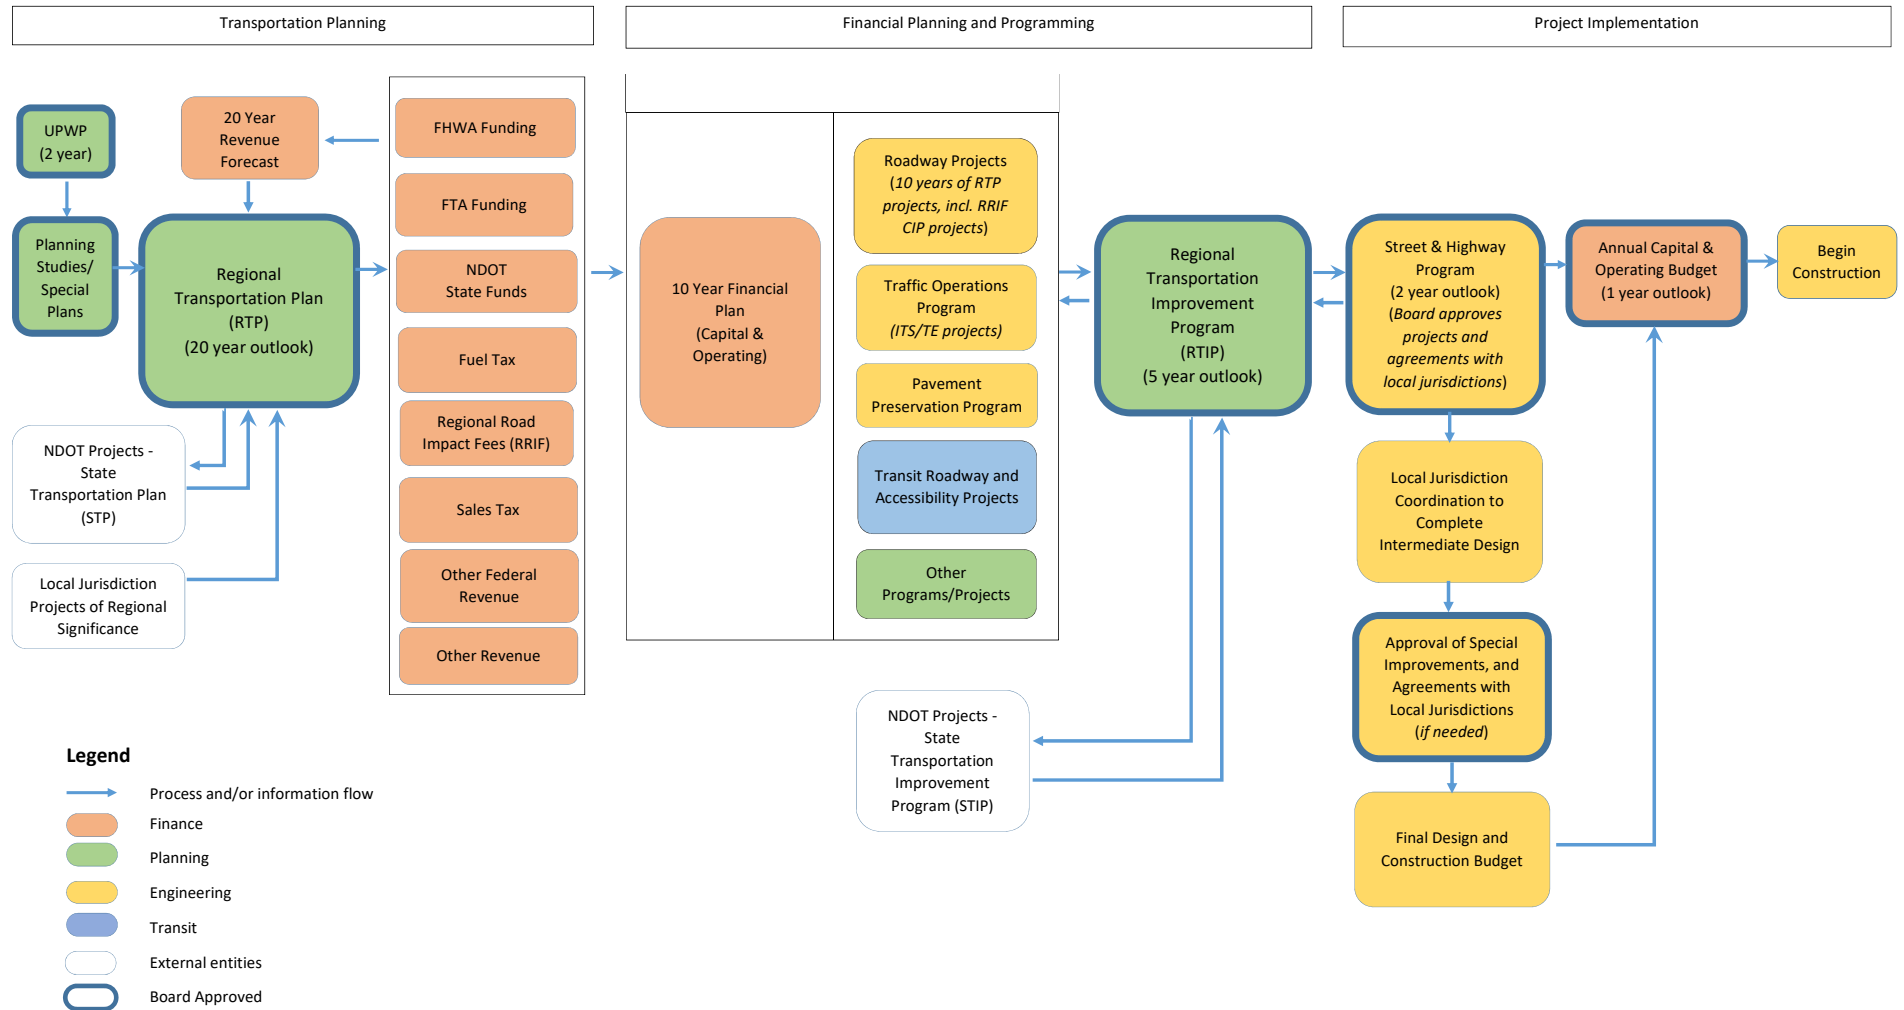 Transportation Planning
Financial Planning and Programming
Project Implementation
UPWP
(2 year)
20 Year
Revenue
Forecast
Planning
Studies/
Special
Plans
Regional
Transportation Plan
(RTP)
(20 year outlook)
NDOT Projects -
State
Transportation Plan
(STP)
Local Jurisdiction
Projects of Regional
Significance
FHWA Funding
FTA Funding
NDOT
State Funds
Fuel Tax
Regional Road
Impact Fees (RRIF)
Sales Tax
Other Federal
Revenue
Other Revenue
10 Year Financial
Plan
(Capital &
Operating)
Roadway Projects
(10 years of RTP
projects, incl. RRIF
CIP projects)
Traffic Operations
Program
(ITS/TE projects)
Pavement
Preservation Program
Transit Roadway and
Accessibility Projects
Other
Programs/Projects
Regional
Transportation
Improvement
Program
(RTIP)
(5 year outlook)
NDOT Projects -
State
Transportation
Improvement
Program (STIP)
Street & Highway
Program
(2 year outlook)
(Board approves
projects and
agreements with
local jurisdictions)
Local Jurisdiction
Coordination to
Complete
Intermediate Design
Approval of Special
Improvements, and
Agreements with
Local Jurisdictions
(if needed)
Final Design and
Construction Budget
Annual Capital &
Operating Budget
(1 year outlook)
Begin
Construction
Legend
Process and/or information flow
Finance
Planning
Engineering
Transit
External entities
Board Approved